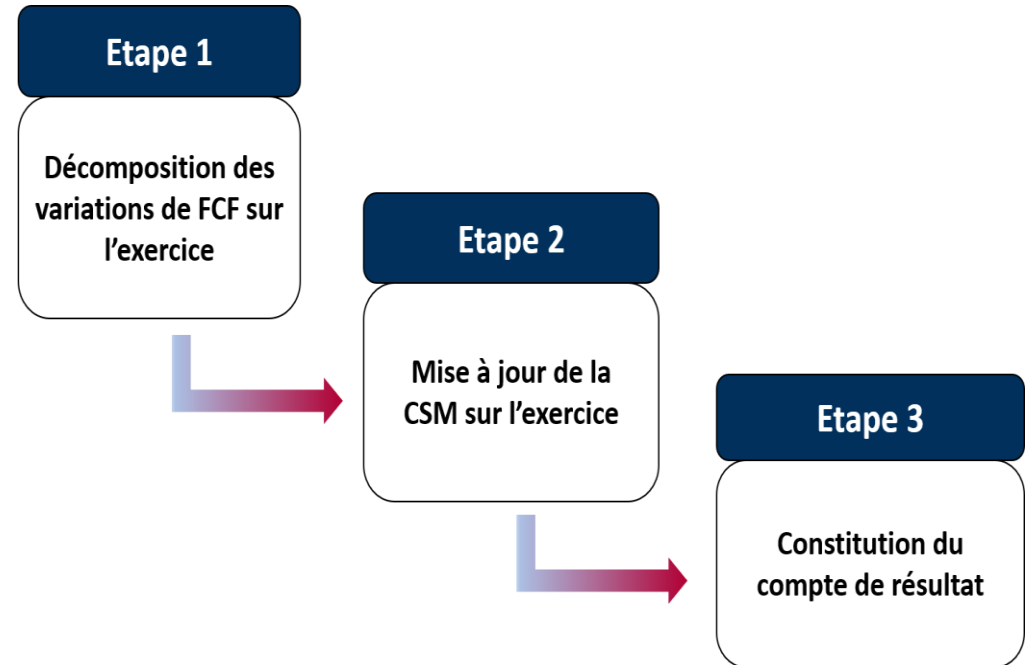 Etape 1
Décomposition des
variations de FCF sur
l’exercice
Etape 2
Mise à jour de la
CSM sur l’exercice
Etape 3
Constitution du
compte de résultat